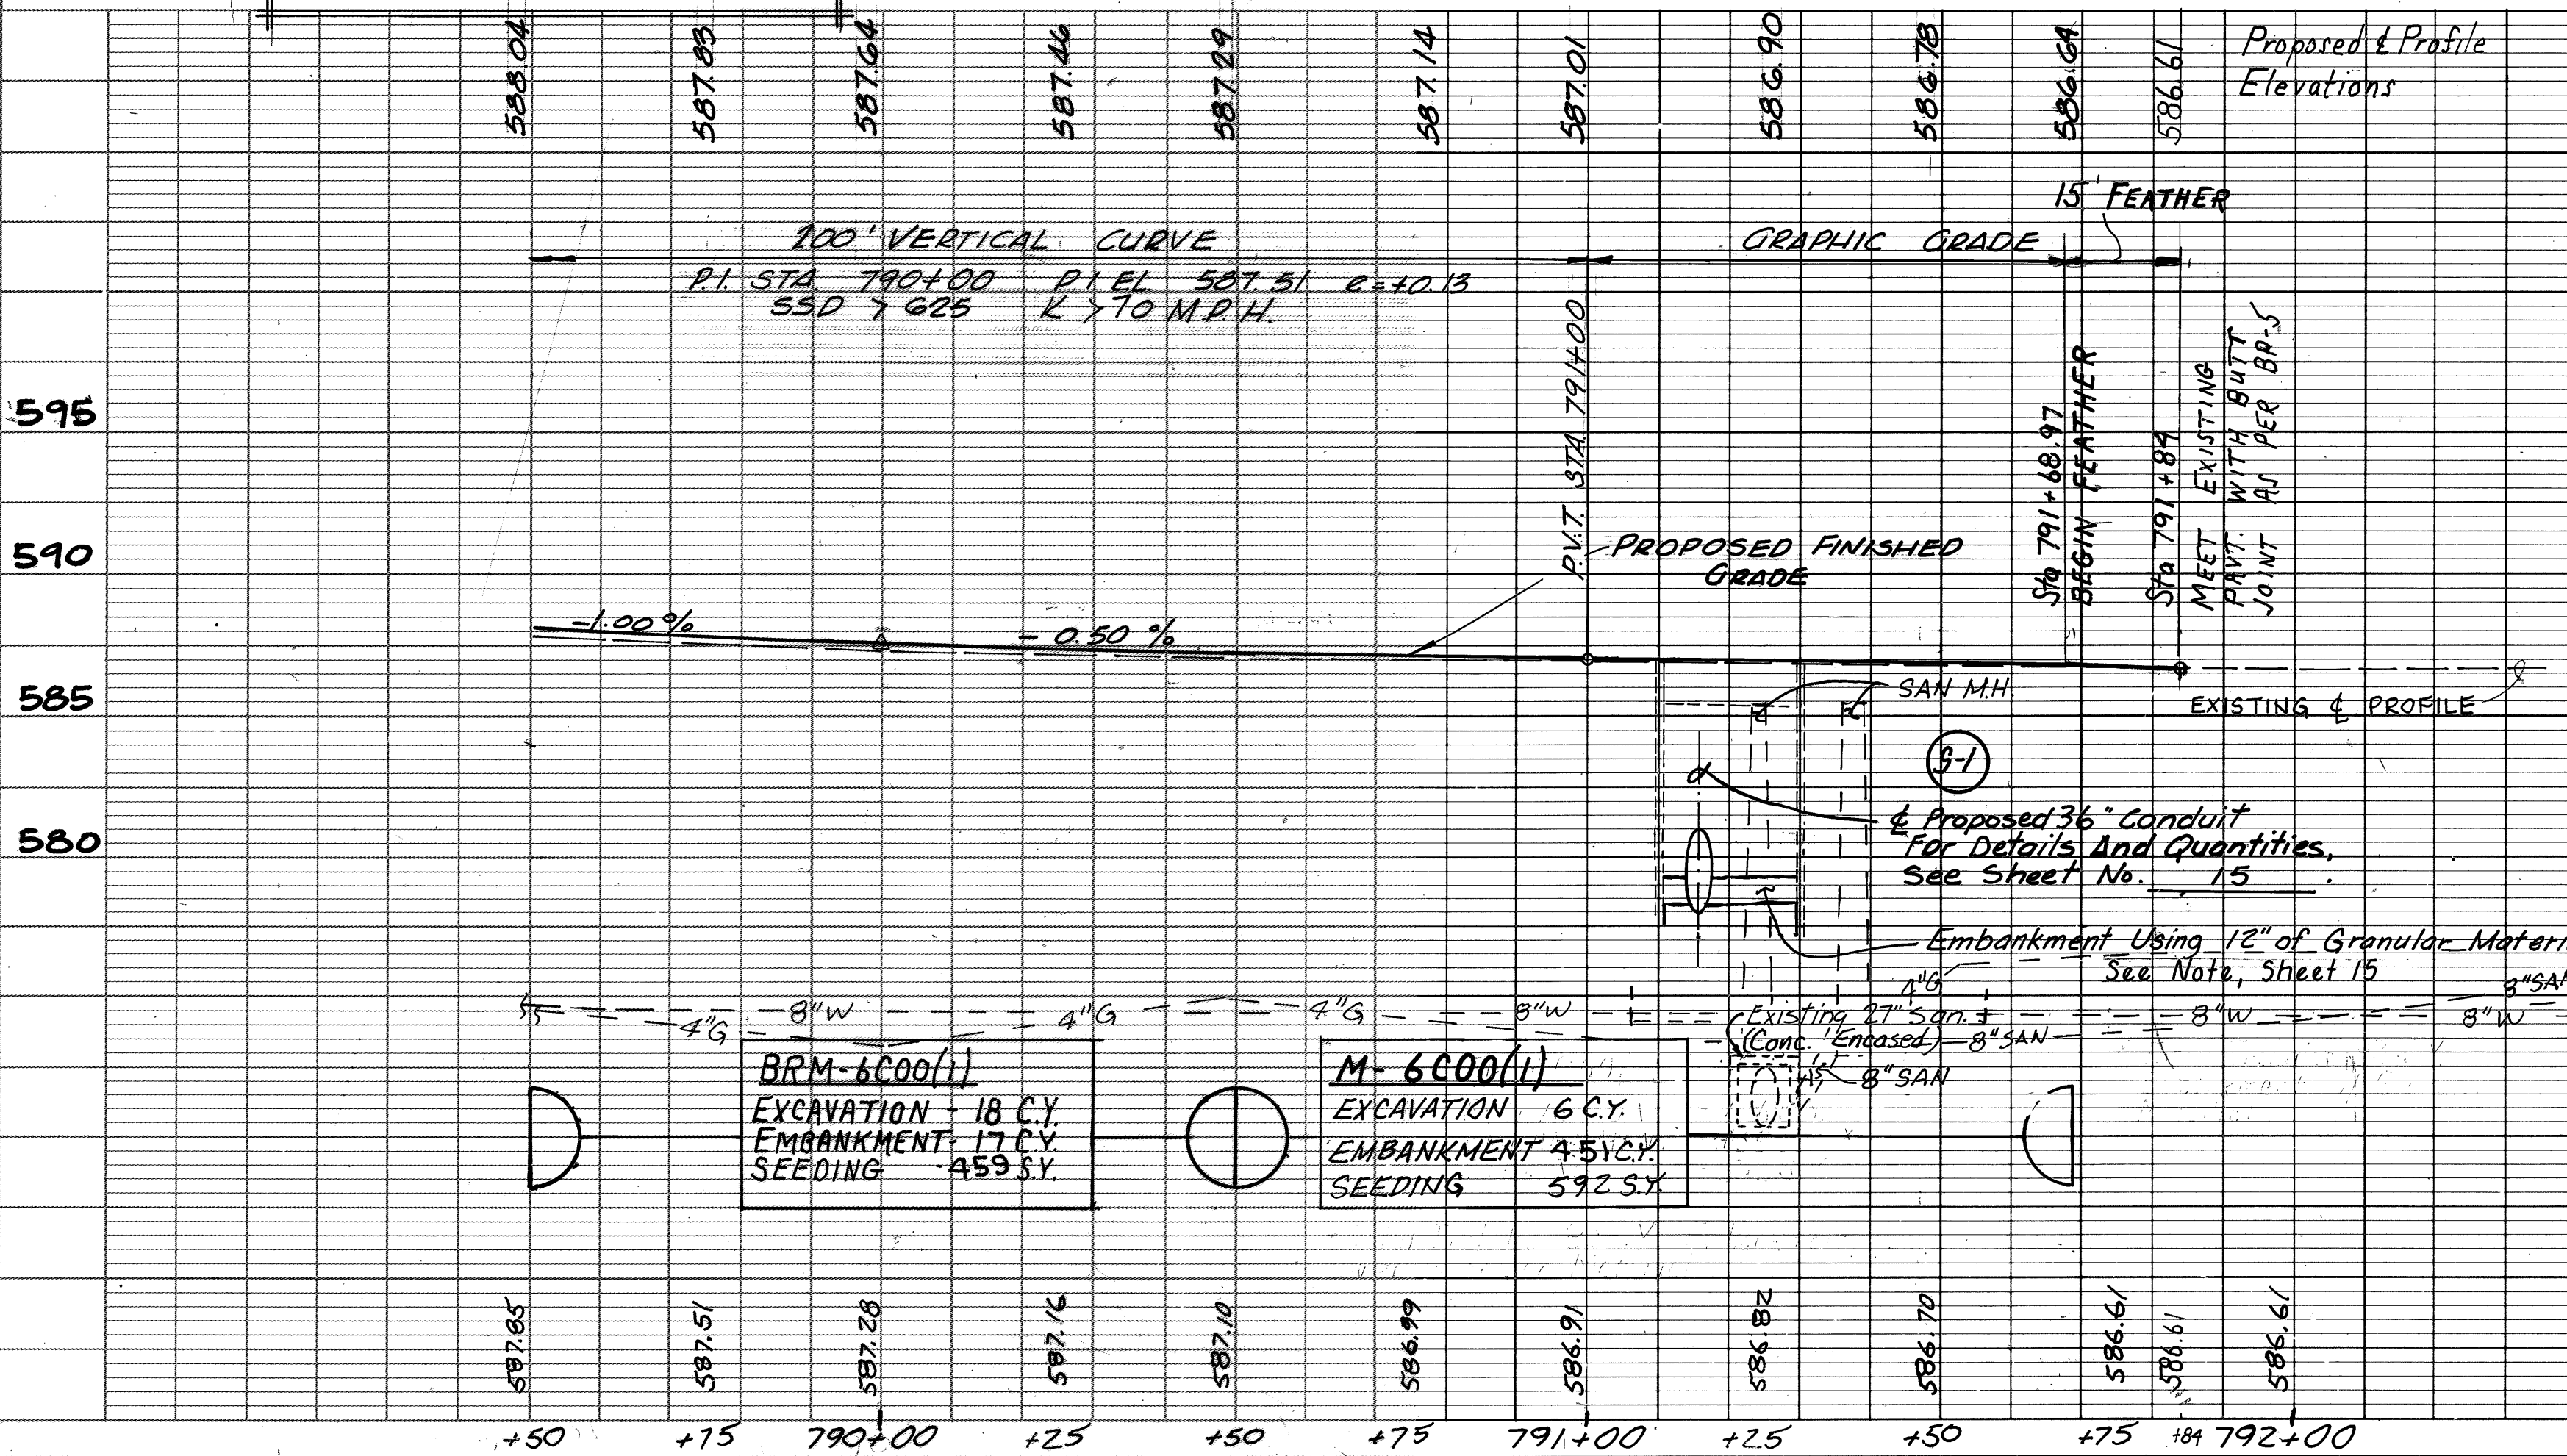 588.04
587.83
587.64
587.46
587.29
587.14
587.01
586.90
586.78
586.64
586.61
Proposed ℄ Profile
Elevations
15' FEATHER
200' VERTICAL CURVE
GRAPHIC GRADE
P.I. STA. 790+00 P.I. EL. 587.51 e=+0.13
SSD > 625 K > 70 M.P.H.
P.V.T. STA. 791+00
Sta 791+68.97
BEGIN FEATHER
Sta 791+84
MEET EXISTING
PAVT. WITH BUTT
JOINT AS PER BP-5
595
590
585
580
PROPOSED FINISHED
GRADE
-1.00 %
- 0.50 %
SAN M.H.
EXISTING ℄ PROFILE
S-1
℄ Proposed 36" Conduit
For Details And Quantities,
See Sheet No. 15.
Embankment Using 12" of Granular Materi
See Note, Sheet 15
4"G
8"SAN
8"W
4"G
4"G
4"G
8"W
8"W
8"W
Existing 27" San.
(Conc. Encased)
8"SAN
8"SAN
BRM-6C00(1)
EXCAVATION - 18 C.Y.
EMBANKMENT- 17 C.Y.
SEEDING -459 S.Y.
M-6C00(1)
EXCAVATION 6 C.Y.
EMBANKMENT 451 C.Y.
SEEDING 592 S.Y.
587.85
587.51
587.28
587.16
587.10
586.99
586.91
586.82
586.70
586.61
586.61
586.61
+50
+75
790+00
+25
+50
+75
791+00
+25
+50
+75
+84
792+00